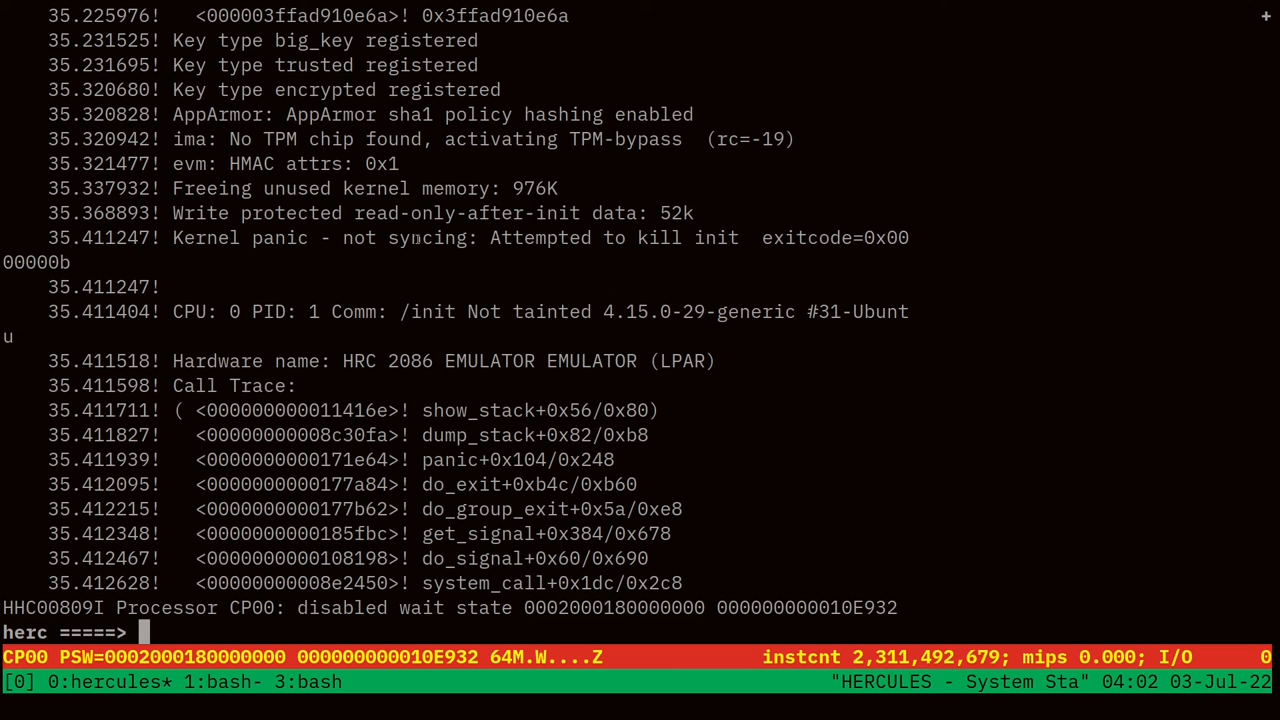 35.225976!   <000003ffad910e6a>! 0x3ffad910e6a +
35.231525! Key type big_key registered
35.231695! Key type trusted registered
35.320680! Key type encrypted registered
35.320828! AppArmor: AppArmor sha1 policy hashing enabled
35.320942! ima: No TPM chip found, activating TPM-bypass  (rc=-19)
35.321477! evm: HMAC attrs: 0x1
35.337932! Freeing unused kernel memory: 976K
35.368893! Write protected read-only-after-init data: 52k
35.411247! Kernel panic - not syncing: Attempted to kill init  exitcode=0x00
00000b
35.411247!
35.411404! CPU: 0 PID: 1 Comm: /init Not tainted 4.15.0-29-generic #31-Ubunt
u
35.411518! Hardware name: HRC 2086 EMULATOR EMULATOR (LPAR)
35.411598! Call Trace:
35.411711! ( <000000000011416e>! show_stack+0x56/0x80)
35.411827!   <00000000008c30fa>! dump_stack+0x82/0xb8
35.411939!   <0000000000171e64>! panic+0x104/0x248
35.412095!   <0000000000177a84>! do_exit+0xb4c/0xb60
35.412215!   <0000000000177b62>! do_group_exit+0x5a/0xe8
35.412348!   <0000000000185fbc>! get_signal+0x384/0x678
35.412467!   <0000000000108198>! do_signal+0x60/0x690
35.412628!   <00000000008e2450>! system_call+0x1dc/0x2c8
HHC00809I Processor CP00: disabled wait state 0002000180000000 000000000010E932
herc =====>
CP00 PSW=0002000180000000 000000000010E932 64M.W....Z instcnt 2,311,492,679; mips 0.000; I/O 0
[0] 0:hercules* 1:bash- 3:bash "HERCULES - System Sta" 04:02 03-Jul-22